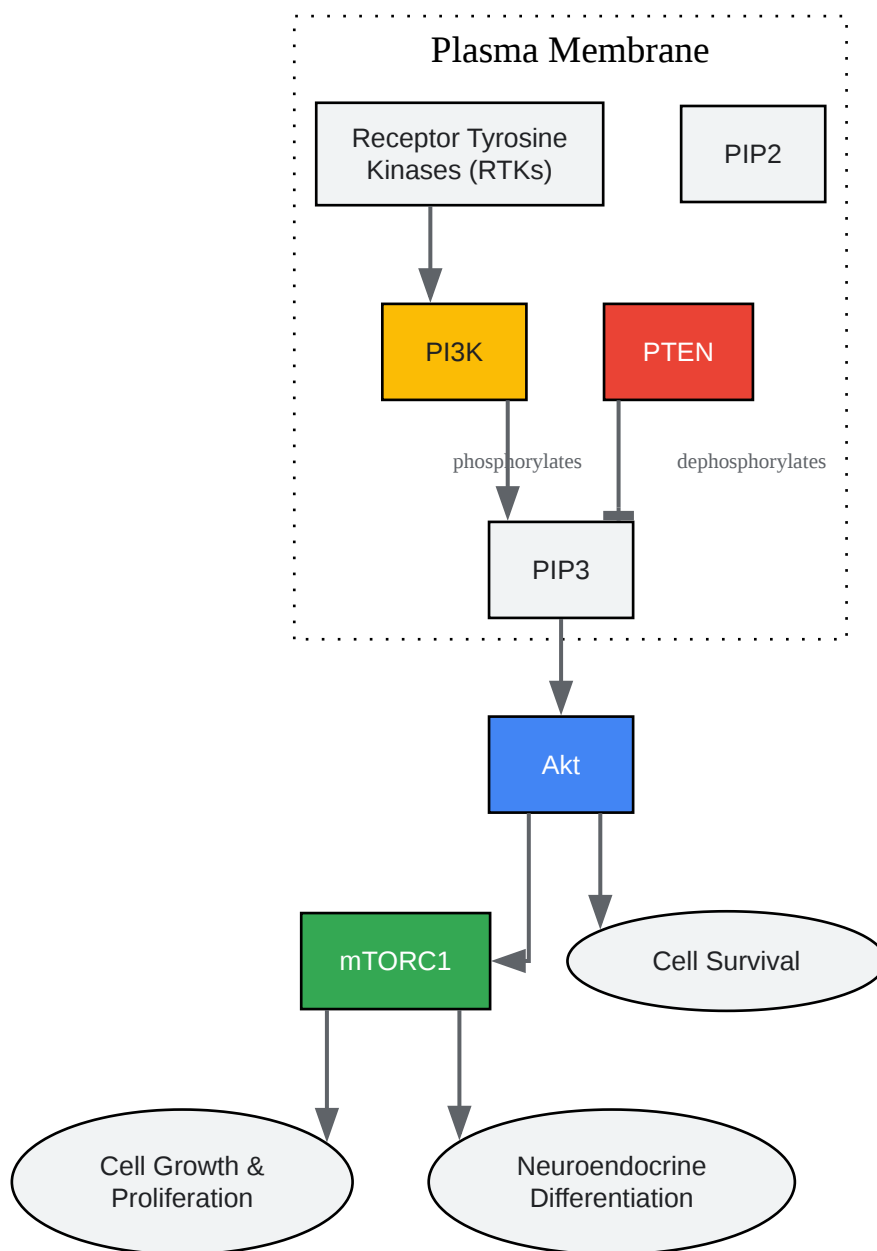 Plasma Membrane
Receptor Tyrosine
Kinases (RTKs)
PIP2
PI3K
PTEN
phosphorylates
dephosphorylates
PIP3
Akt
mTORC1
Cell Survival
Cell Growth &
Proliferation
Neuroendocrine
Differentiation